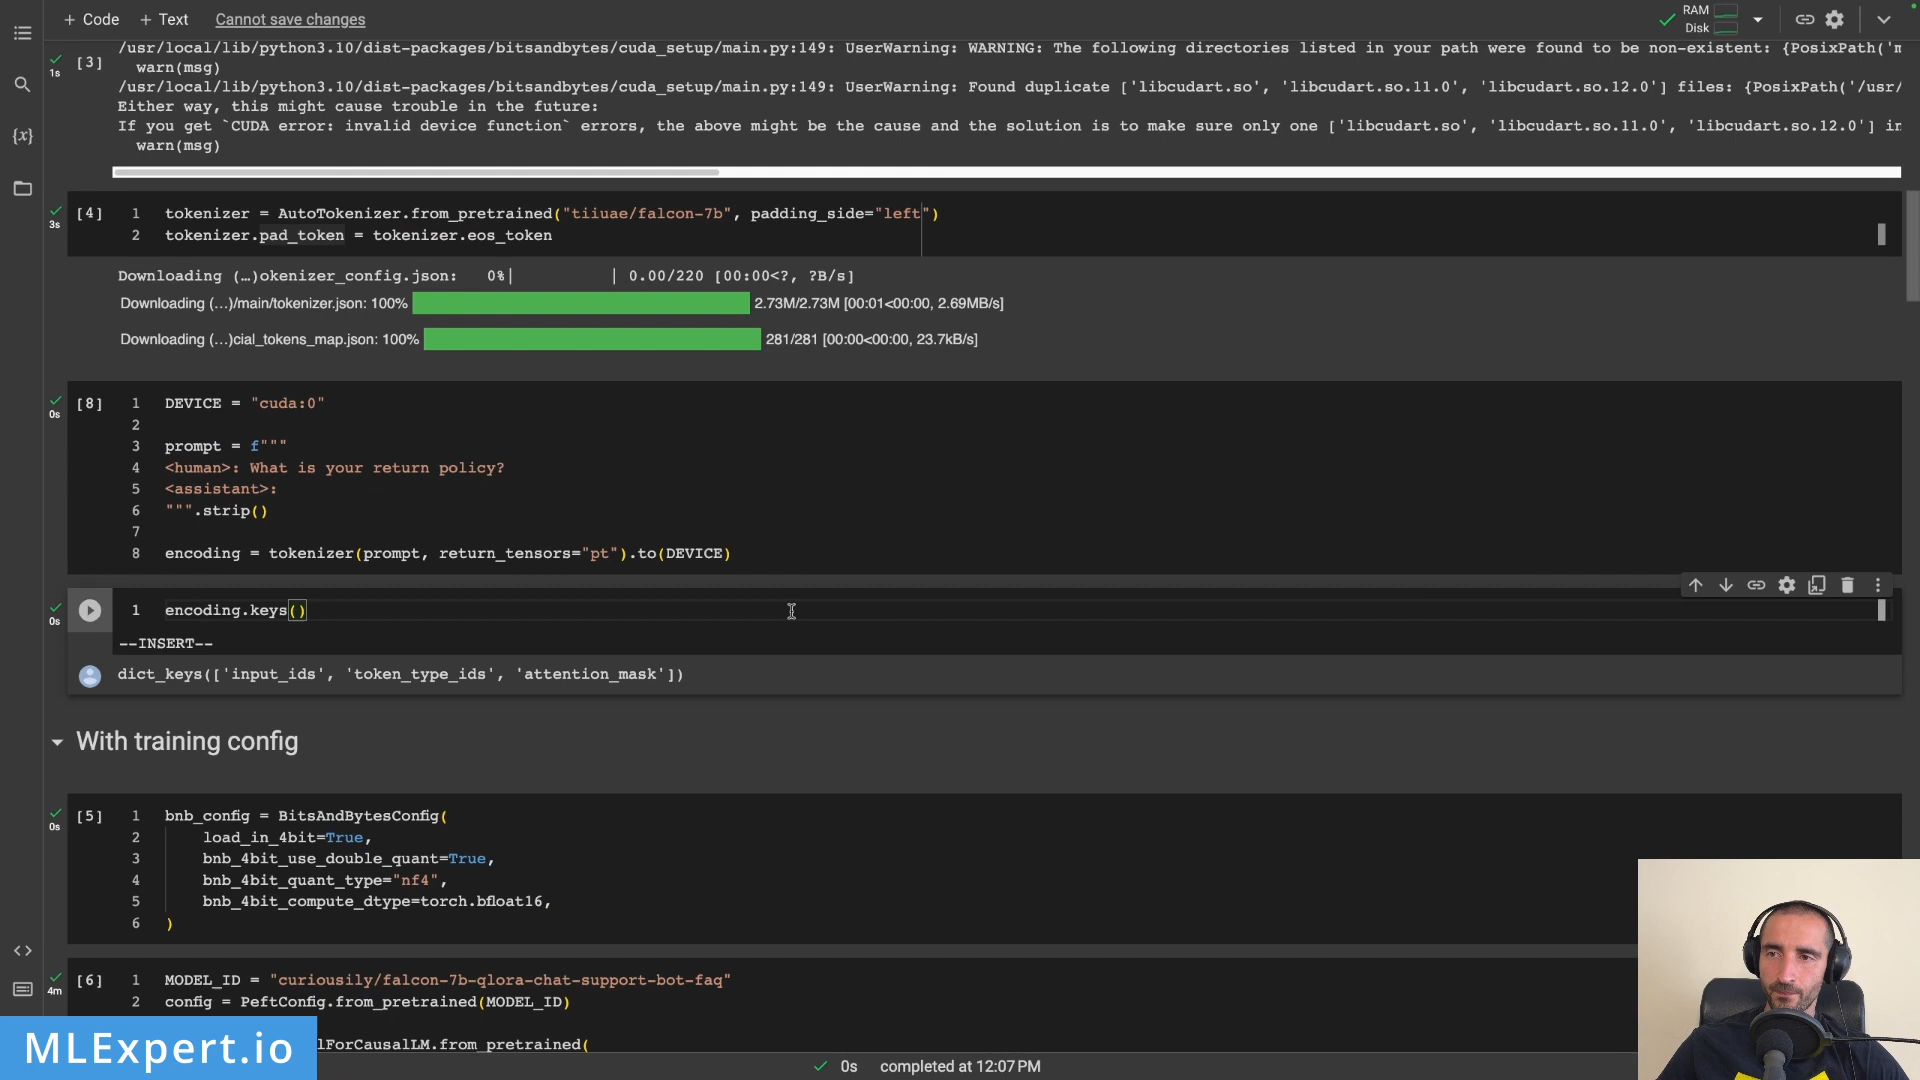 + Code + Text Cannot save changes RAM Disk
/usr/local/lib/python3.10/dist-packages/bitsandbytes/cuda_setup/main.py:149: UserWarning: WARNING: The following directories listed in your path were found to be non-existent: {PosixPath('m
[3]
1s
warn(msg)
/usr/local/lib/python3.10/dist-packages/bitsandbytes/cuda_setup/main.py:149: UserWarning: Found duplicate ['libcudart.so', 'libcudart.so.11.0', 'libcudart.so.12.0'] files: {PosixPath('/usr/
Either way, this might cause trouble in the future:
If you get `CUDA error: invalid device function` errors, the above might be the cause and the solution is to make sure only one ['libcudart.so', 'libcudart.so.11.0', 'libcudart.so.12.0'] in
warn(msg)
[4] 1 tokenizer = AutoTokenizer.from_pretrained("tiiuae/falcon-7b", padding_side="left")
3s
2 tokenizer.pad_token = tokenizer.eos_token
Downloading (…)okenizer_config.json: 0%| | 0.00/220 [00:00<?, ?B/s]
Downloading (…)/main/tokenizer.json: 100% 2.73M/2.73M [00:01<00:00, 2.69MB/s]
Downloading (…)cial_tokens_map.json: 100% 281/281 [00:00<00:00, 23.7kB/s]
[8] 1 DEVICE = "cuda:0"
0s
2
3 prompt = f"""
4 <human>: What is your return policy?
5 <assistant>:
6 """.strip()
7
8 encoding = tokenizer(prompt, return_tensors="pt").to(DEVICE)
1 encoding.keys()
0s
--INSERT--
dict_keys(['input_ids', 'token_type_ids', 'attention_mask'])
With training config
[5] 1 bnb_config = BitsAndBytesConfig(
0s
2 load_in_4bit=True,
3 bnb_4bit_use_double_quant=True,
4 bnb_4bit_quant_type="nf4",
5 bnb_4bit_compute_dtype=torch.bfloat16,
6 )
[6] 1 MODEL_ID = "curiousily/falcon-7b-qlora-chat-support-bot-faq"
4m
2 config = PeftConfig.from_pretrained(MODEL_ID)
lForCausalLM.from_pretrained(
MLExpert.io
0s completed at 12:07 PM